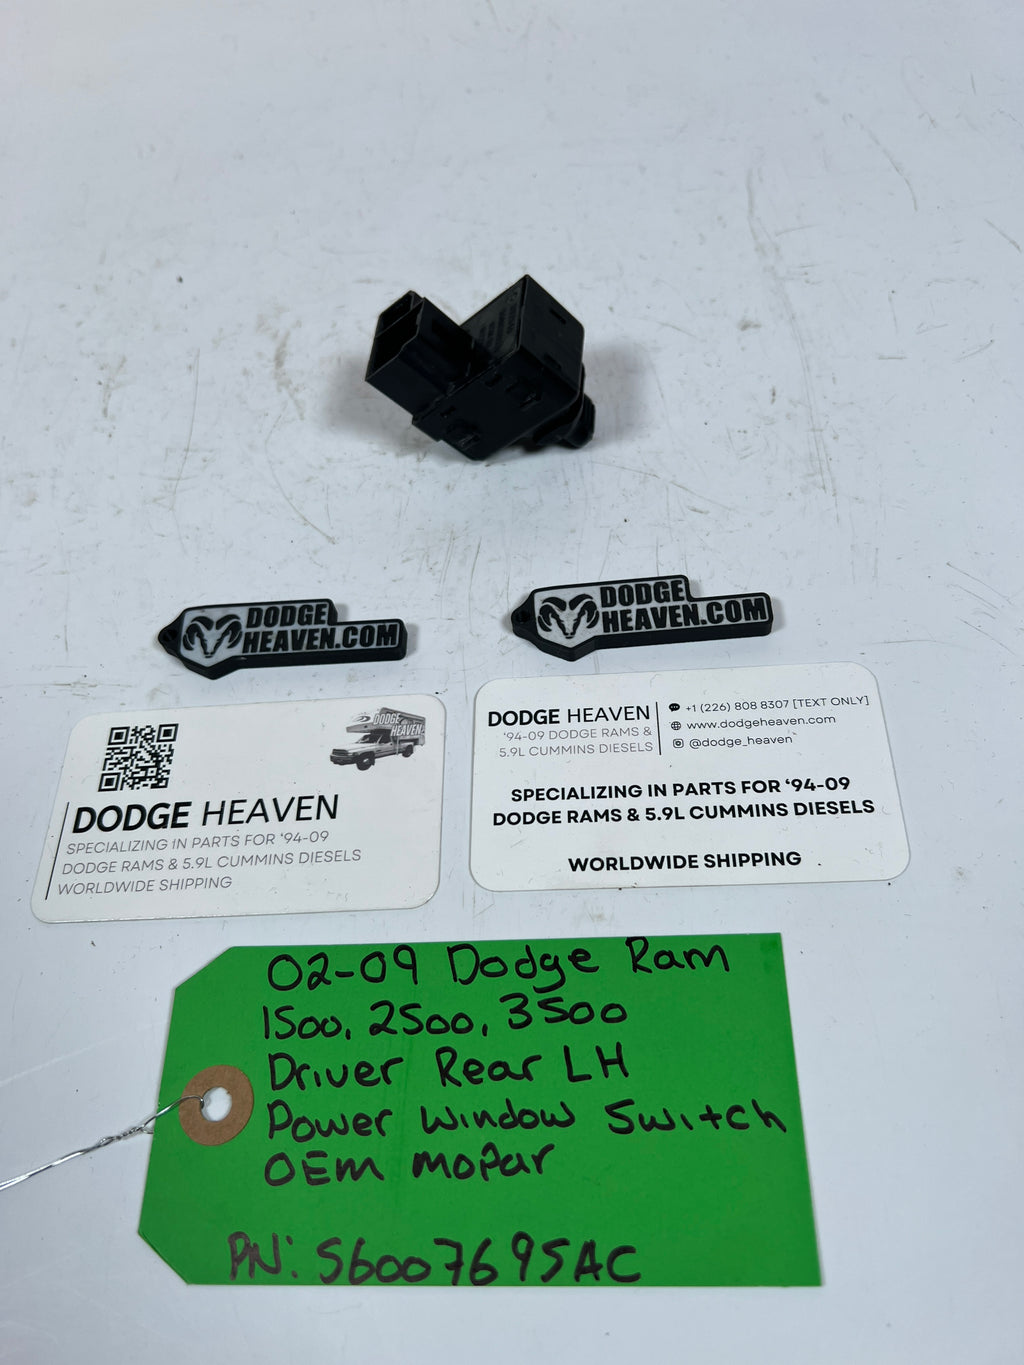 DODGE
HEAVEN.COM
DODGE
HEAVEN.COM
DODGE
HEAVEN
DODGE HEAVEN
SPECIALIZING IN PARTS FOR '94-09
DODGE RAMS & 5.9L CUMMINS DIESELS
WORLDWIDE SHIPPING
DODGE HEAVEN
'94-09 DODGE RAMS &
5.9L CUMMINS DIESELS
+1 (226) 808 8307 [TEXT ONLY]
www.dodgeheaven.com
@dodge_heaven
SPECIALIZING IN PARTS FOR '94-09
DODGE RAMS & 5.9L CUMMINS DIESELS
WORLDWIDE SHIPPING
02-09 Dodge Ram
1500, 2500, 3500
Driver Rear LH
Power Window Switch
OEM Mopar
PN: 56007695AC